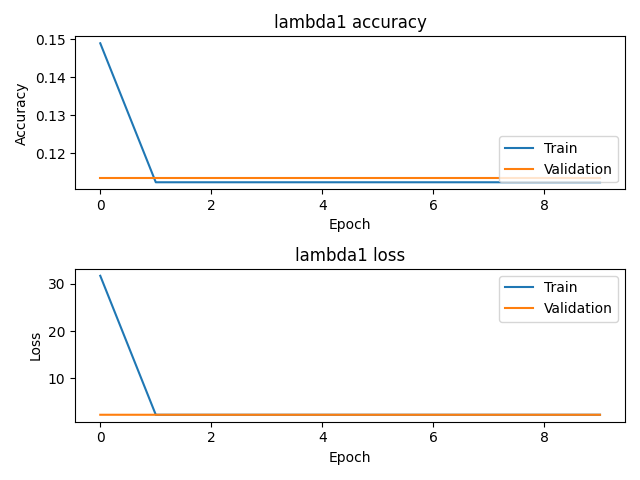 lambda1 accuracy
0.15
0.14
0.13
0.12
Accuracy
Train
Validation
0 2 4 6 8
Epoch
lambda1 loss
30
20
10
Loss
Train
Validation
0 2 4 6 8
Epoch